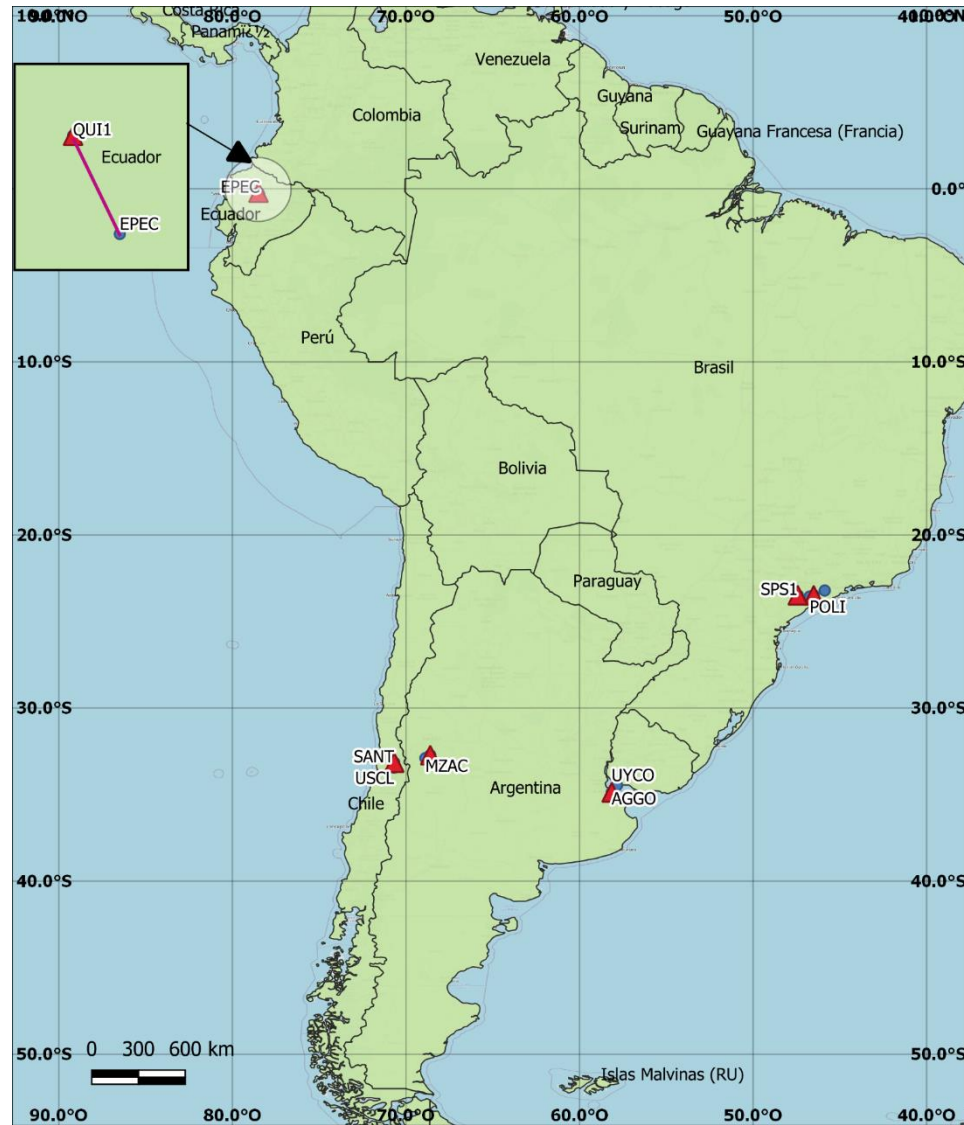 Costa Rica
Panamï¿½
90.0°O
80.0°O
70.0°O
60.0°O
50.0°O
40.0°O
Venezuela
Guyana
Surinam
Guayana Francesa (Francia)
Colombia
QUI1
Ecuador
EPEC
EPEC
Ecuador
0.0°
Perú
Brasil
10.0°S
10.0°S
Bolivia
20.0°S
20.0°S
Paraguay
SPS1
POLI
30.0°S
30.0°S
SANT
USCL
MZAC
Chile
Argentina
UYCO
AGGO
40.0°S
40.0°S
50.0°S
50.0°S
0 300 600 km
Islas Malvinas (RU)
90.0°O
80.0°O
70.0°O
60.0°O
50.0°O
40.0°O